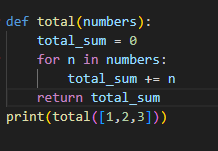 def total(numbers):
    total_sum = 0
    for n in numbers:
        total_sum += n
    return total_sum
print(total([1,2,3]))